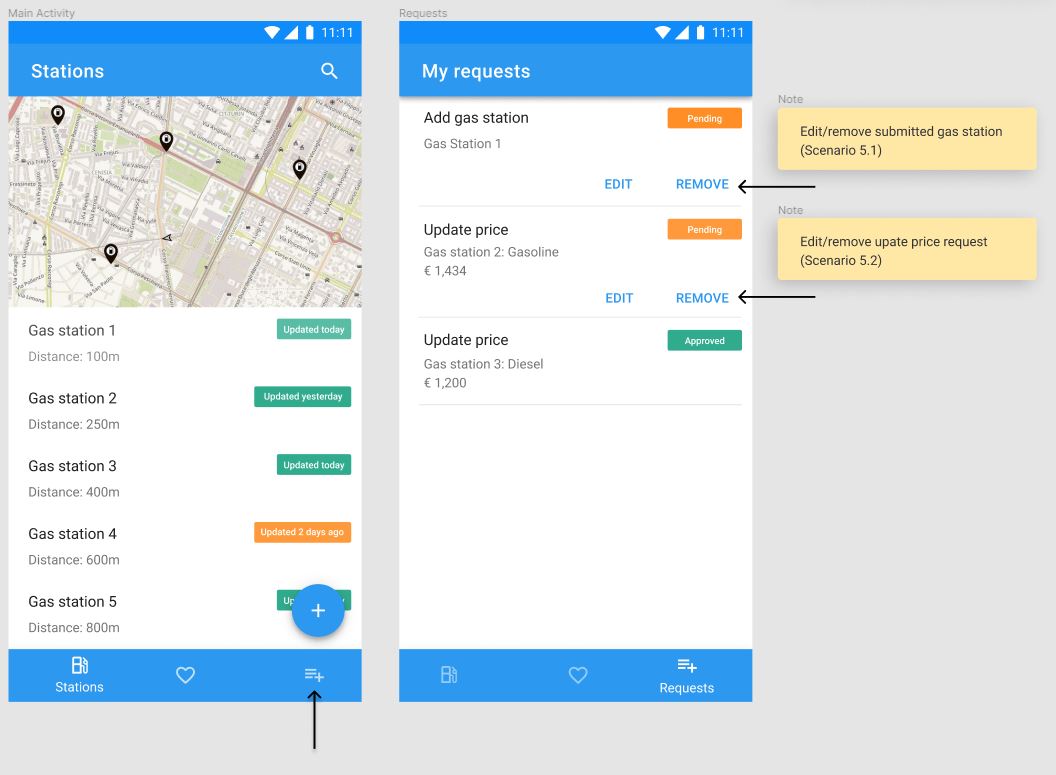 Main Activity
11:11
Stations
Gas station 1
Updated today
Distance: 100m
Gas station 2
Updated yesterday
Distance: 250m
Gas station 3
Updated today
Distance: 400m
Gas station 4
Updated 2 days ago
Distance: 600m
Gas station 5
Distance: 800m
Stations
Requests
11:11
My requests
Add gas station
Pending
Gas Station 1
EDIT REMOVE
Update price
Pending
Gas station 2: Gasoline
€ 1,434
EDIT REMOVE
Update price
Approved
Gas station 3: Diesel
€ 1,200
Requests
Note
Edit/remove submitted gas station
(Scenario 5.1)
Note
Edit/remove upate price request
(Scenario 5.2)